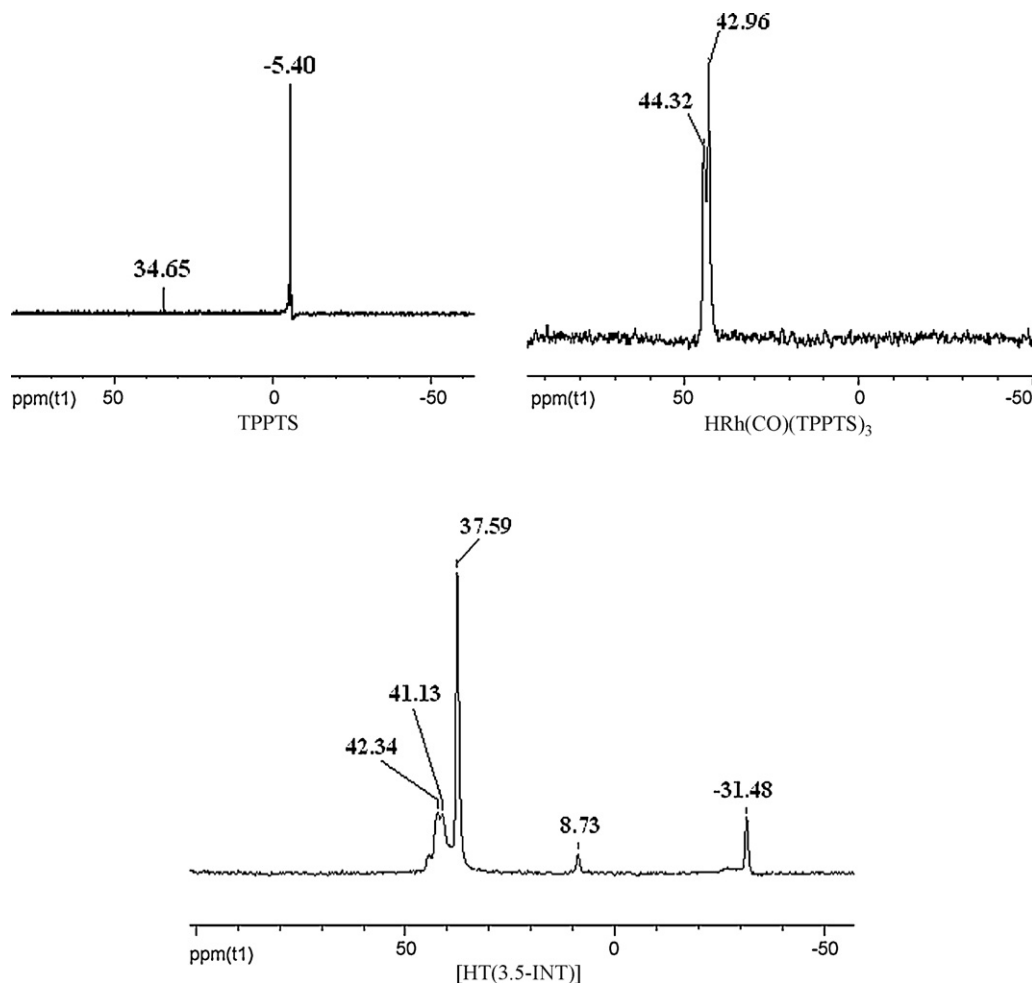 -5.40
34.65
ppm(t1) 50 0 -50
TPPTS
42.96
44.32
ppm(t1) 50 0 -50
HRh(CO)(TPPTS)₃
37.59
41.13
42.34
8.73
-31.48
ppm(t1) 50 0 -50
[HT(3.5-INT)]